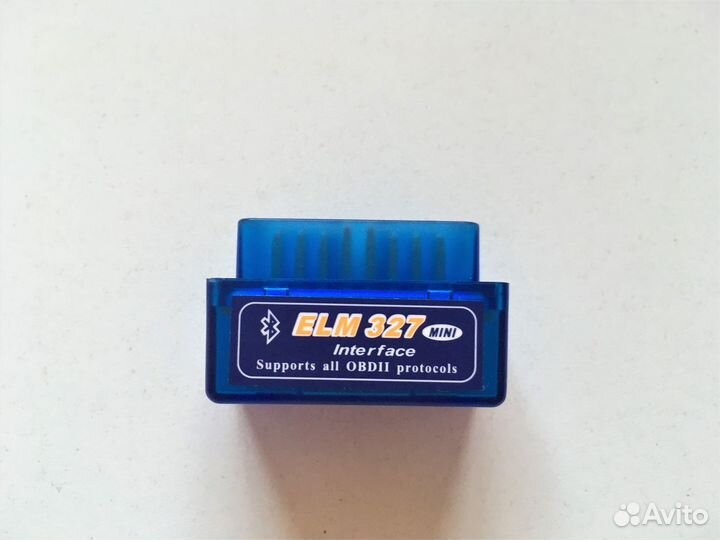 ELM 327 MINI
Interface
Supports all OBDII protocols
Avito